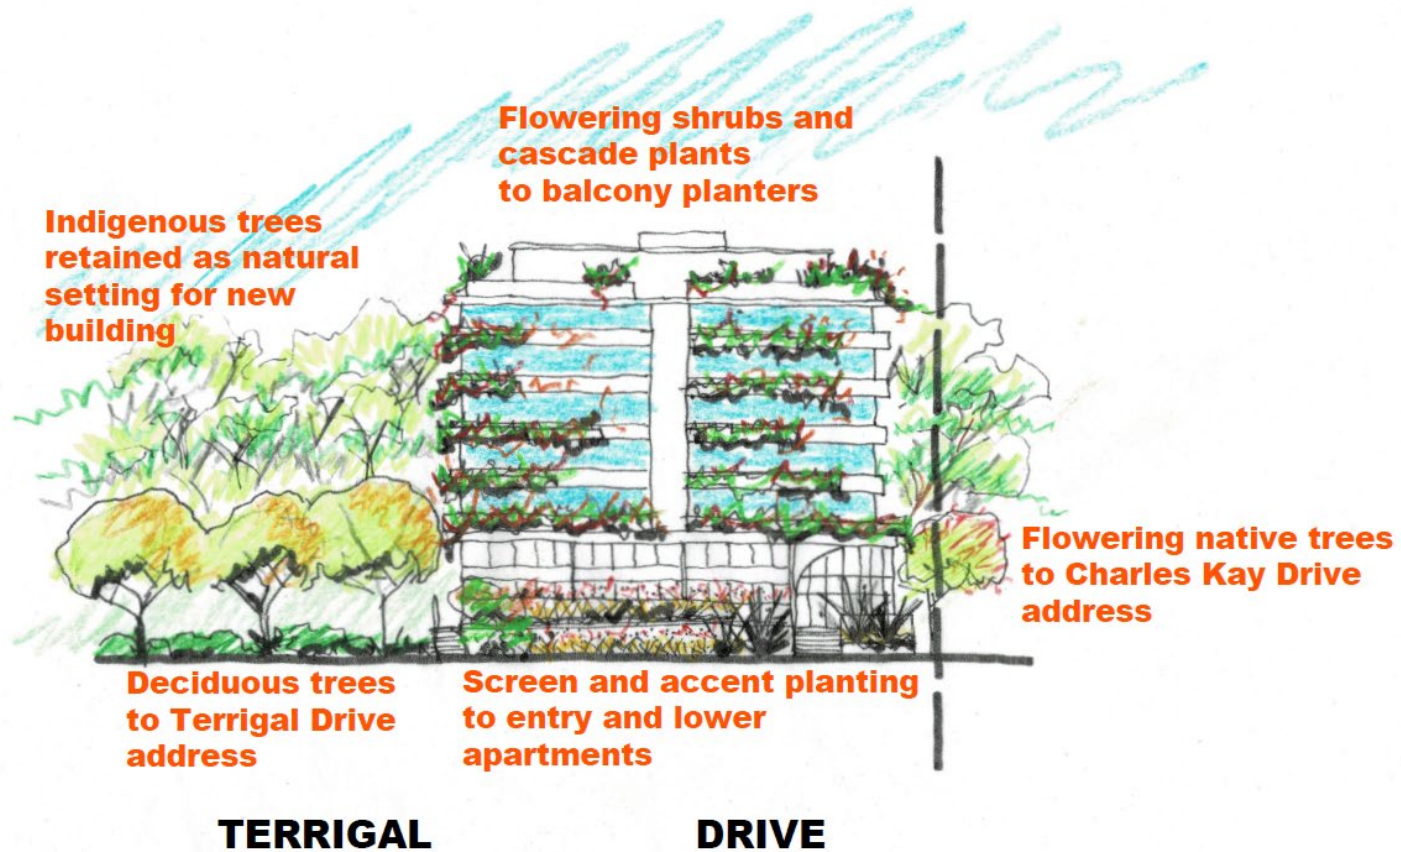 Flowering shrubs and
cascade plants
to balcony planters
Indigenous trees
retained as natural
setting for new
building
Flowering native trees
to Charles Kay Drive
address
Deciduous trees
to Terrigal Drive
address
Screen and accent planting
to entry and lower
apartments
TERRIGAL DRIVE